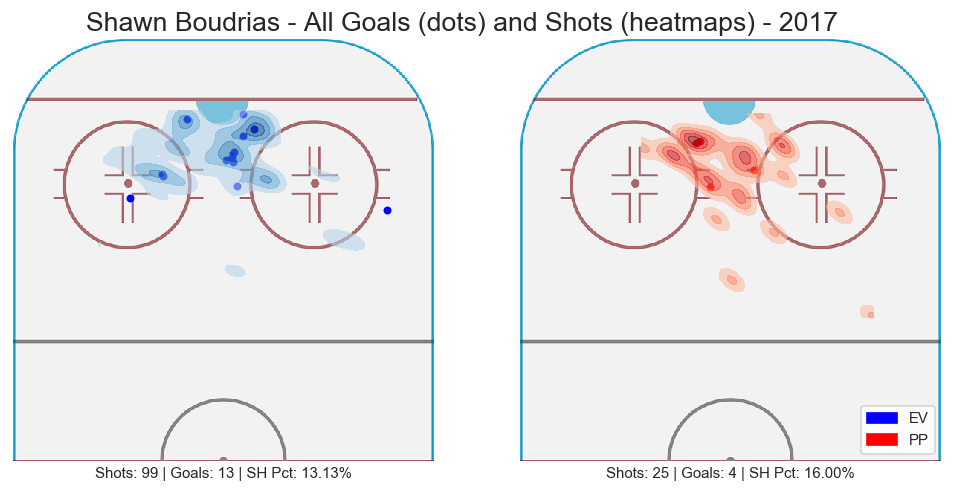 Shawn Boudrias - All Goals (dots) and Shots (heatmaps) - 2017
EV
PP
Shots: 99 | Goals: 13 | SH Pct: 13.13%
Shots: 25 | Goals: 4 | SH Pct: 16.00%